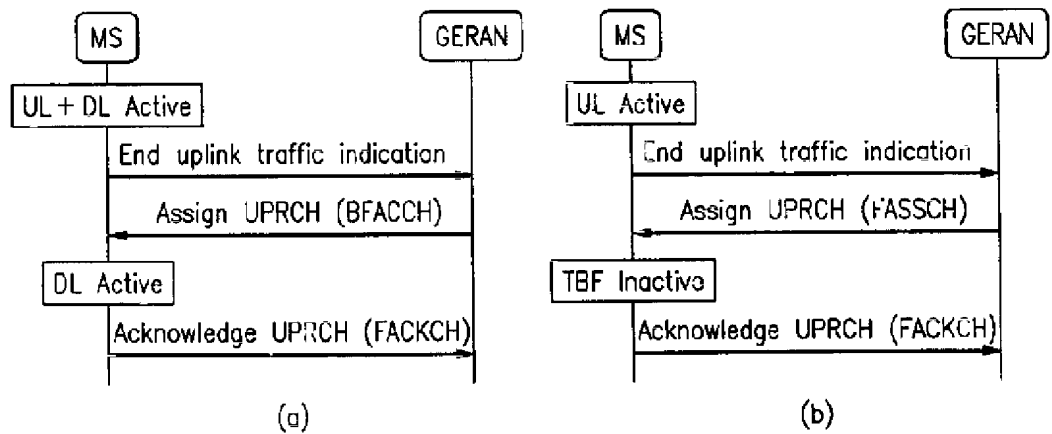 MS
GERAN
UL + DL Active
End uplink traffic indication
Assign UPRCH (BFACCH)
DL Active
Acknowledge UPRCH (FACKCH)
(a)
MS
GERAN
UL Active
End uplink traffic indication
Assign UPRCH (FASSCH)
TBF Inactive
Acknowledge UPRCH (FACKCH)
(b)